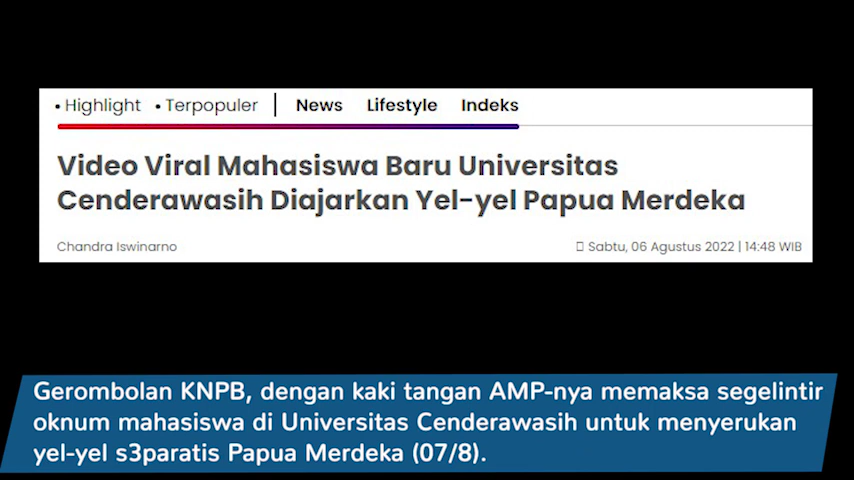 • Highlight • Terpopuler | News Lifestyle Indeks
Video Viral Mahasiswa Baru Universitas
Cenderawasih Diajarkan Yel-yel Papua Merdeka
Chandra Iswinarno Sabtu, 06 Agustus 2022 | 14:48 WIB
Gerombolan KNPB, dengan kaki tangan AMP-nya memaksa segelintir
oknum mahasiswa di Universitas Cenderawasih untuk menyerukan
yel-yel s3paratis Papua Merdeka (07/8).